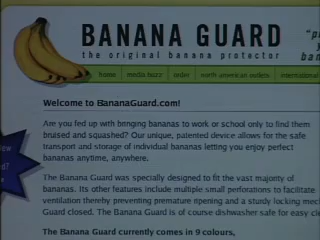 BANANA GUARD
the original banana protector
"p
y
ban
home media buzz order north american outlets international
Welcome to BananaGuard.com!
Are you fed up with bringing bananas to work or school only to find them
bruised and squashed? Our unique, patented device allows for the safe
transport and storage of individual bananas letting you enjoy perfect
bananas anytime, anywhere.
The Banana Guard was specially designed to fit the vast majority of
bananas. Its other features include multiple small perforations to facilitate
ventilation thereby preventing premature ripening and a sturdy locking mec
Guard closed. The Banana Guard is of course dishwasher safe for easy cle
The Banana Guard currently comes in 9 colours,